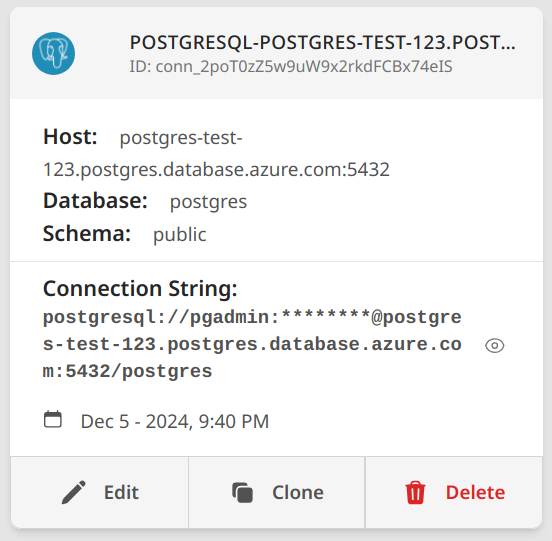 POSTGRESQL-POSTGRES-TEST-123.POST...
ID: conn_2poT0zZ5w9uW9x2rkdFCBx74eIS
Host: postgres-test-
123.postgres.database.azure.com:5432
Database: postgres
Schema: public
Connection String:
postgresql://pgadmin:********@postgre
s-test-123.postgres.database.azure.co
m:5432/postgres
Dec 5 - 2024, 9:40 PM
Edit
Clone
Delete